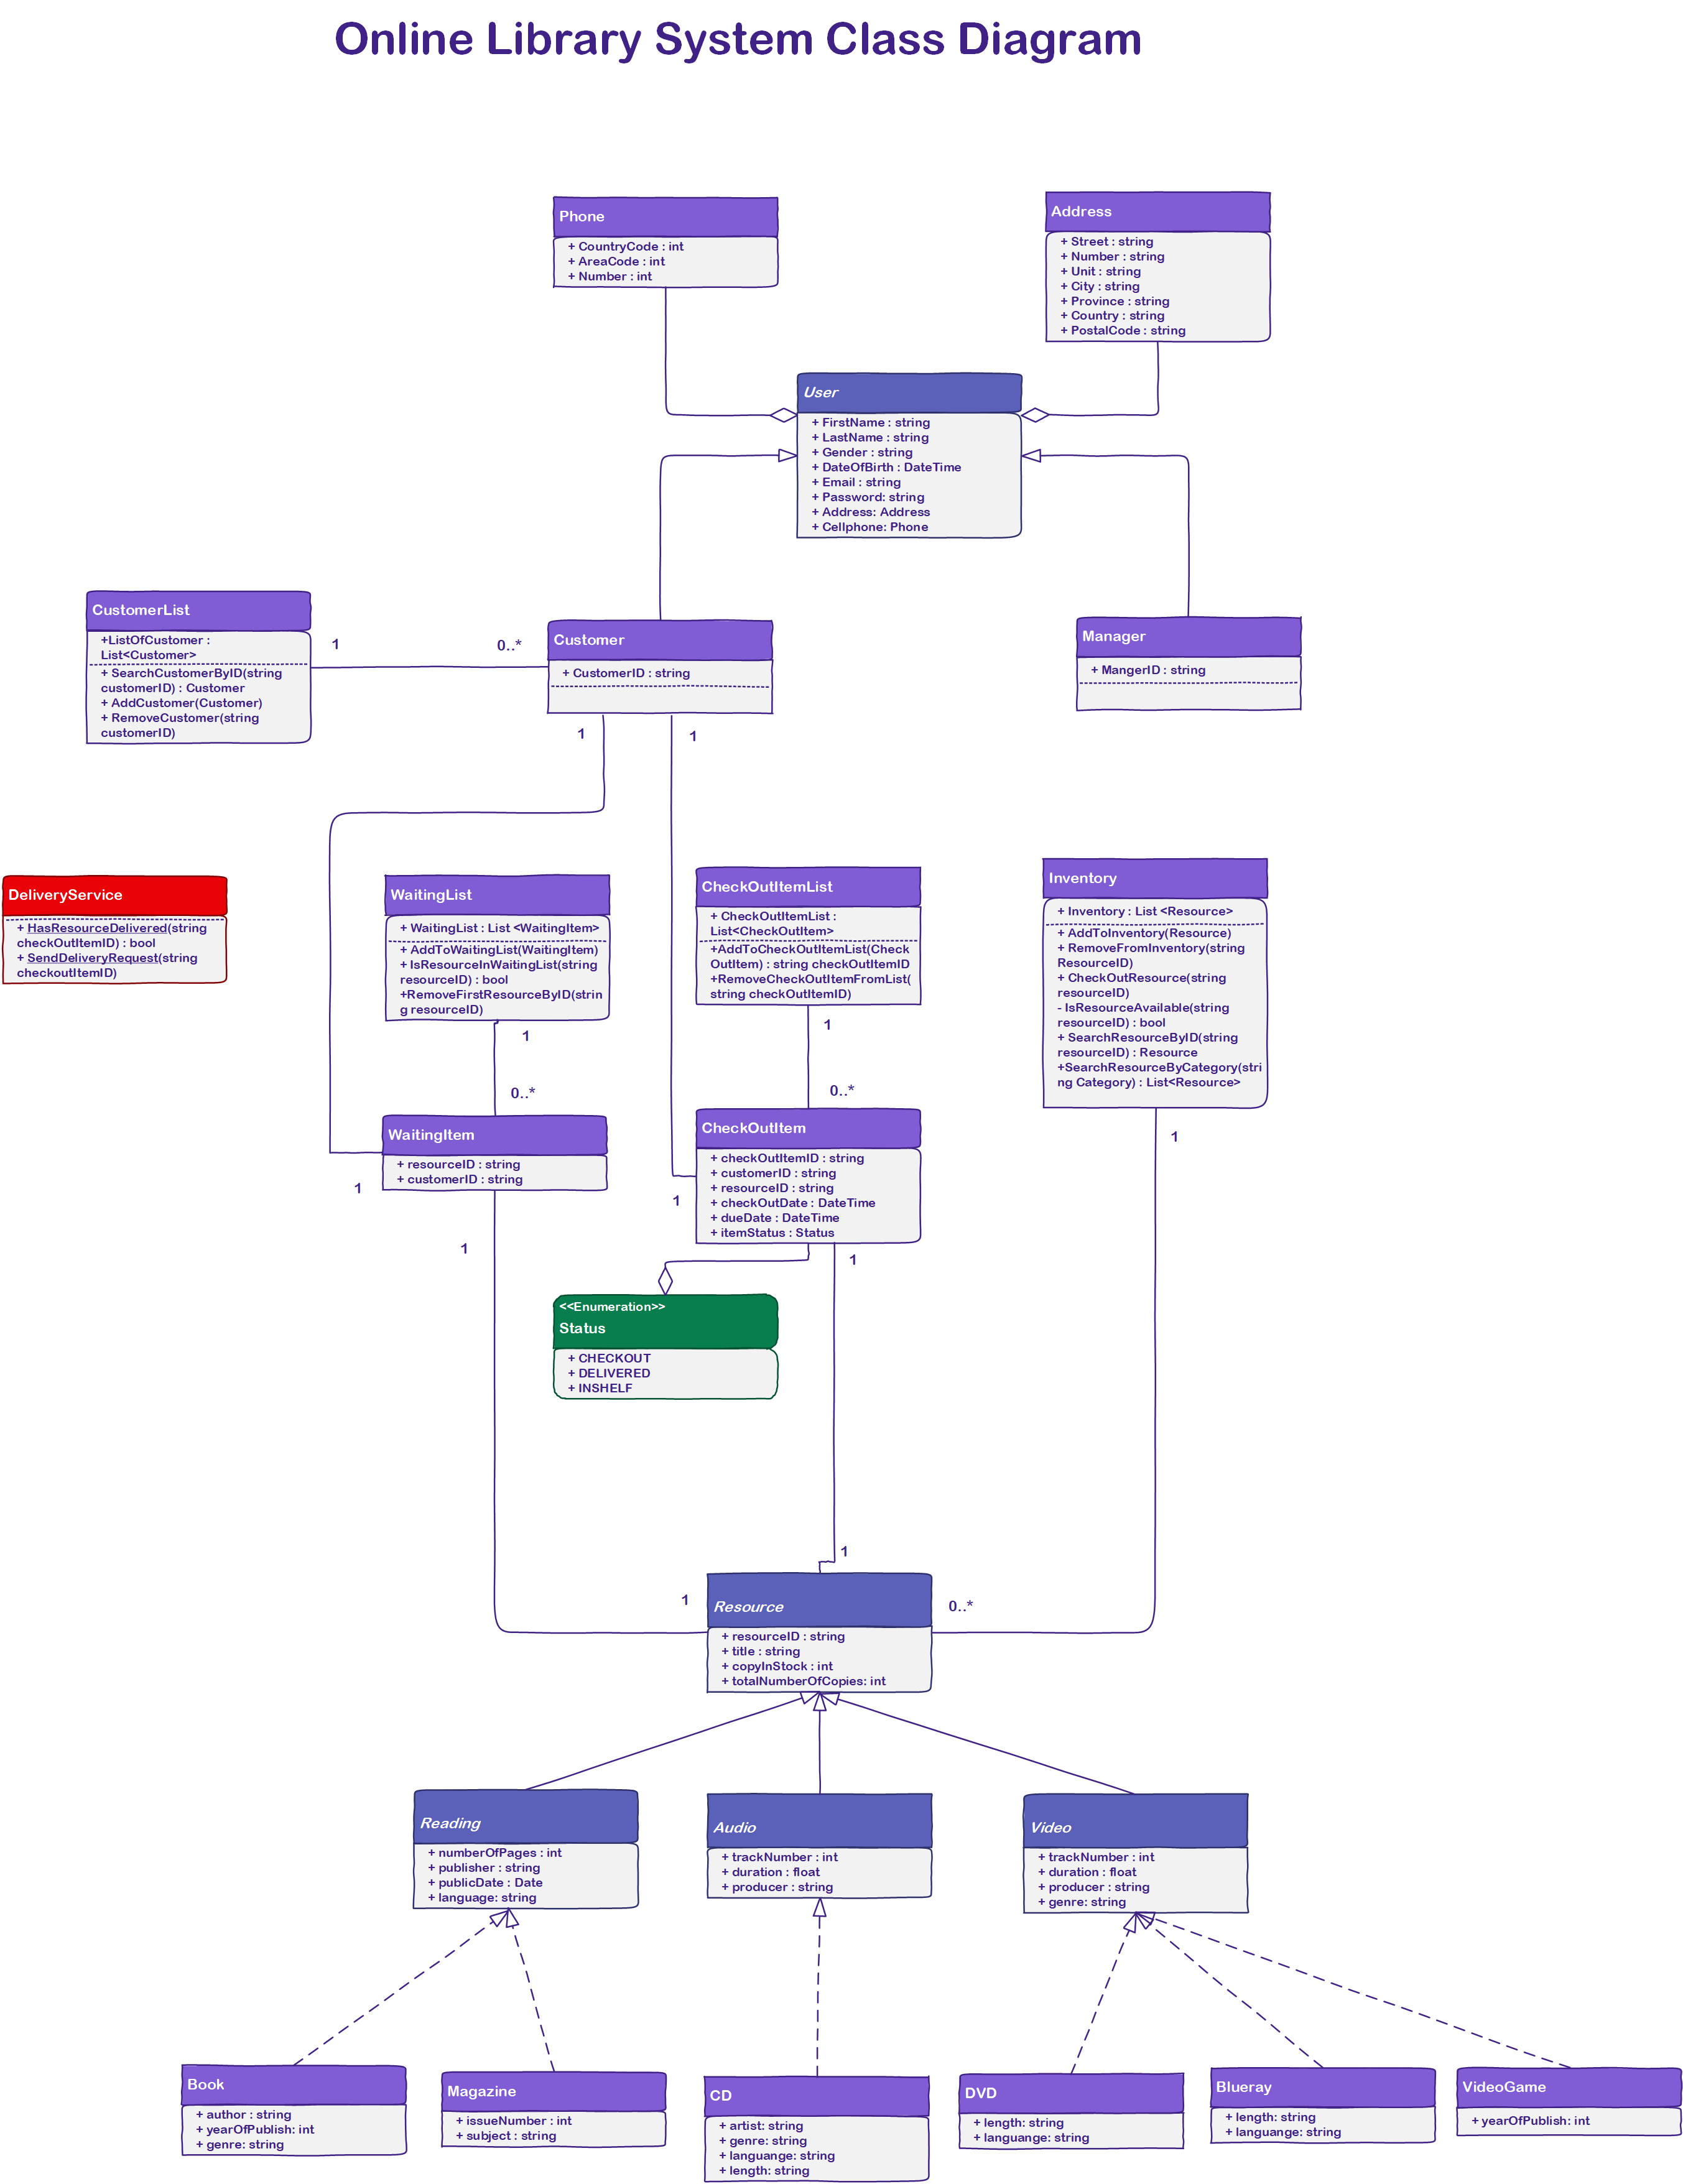 Online Library System Class Diagram
Phone
+ CountryCode : int
+ AreaCode : int
+ Number : int
Address
+ Street : string
+ Number : string
+ Unit : string
+ City : string
+ Province : string
+ Country : string
+ PostalCode : string
User
+ FirstName : string
+ LastName : string
+ Gender : string
+ DateOfBirth : DateTime
+ Email : string
+ Password: string
+ Address: Address
+ Cellphone: Phone
CustomerList
+ListOfCustomer :
List<Customer>
+ SearchCustomerByID(string
customerID) : Customer
+ AddCustomer(Customer)
+ RemoveCustomer(string
customerID)
1
0..*
Customer
+ CustomerID : string
Manager
+ MangerID : string
1
1
DeliveryService
+ HasResourceDelivered(string
checkOutItemID) : bool
+ SendDeliveryRequest(string
checkoutItemID)
WaitingList
+ WaitingList : List <WaitingItem>
+ AddToWaitingList(WaitingItem)
+ IsResourceInWaitingList(string
resourceID) : bool
+RemoveFirstResourceByID(strin
g resourceID)
CheckOutItemList
+ CheckOutItemList :
List<CheckOutItem>
+AddToCheckOutItemList(Check
OutItem) : string checkOutItemID
+RemoveCheckOutItemFromList(
string checkOutItemID)
Inventory
+ Inventory : List <Resource>
+ AddToInventory(Resource)
+ RemoveFromInventory(string
ResourceID)
+ CheckOutResource(string
resourceID)
- IsResourceAvailable(string
resourceID) : bool
+ SearchResourceByID(string
resourceID) : Resource
+SearchResourceByCategory(stri
ng Category) : List<Resource>
1
1
0..*
0..*
1
WaitingItem
+ resourceID : string
+ customerID : string
CheckOutItem
+ checkOutItemID : string
+ customerID : string
+ resourceID : string
+ checkOutDate : DateTime
+ dueDate : DateTime
+ itemStatus : Status
1
1
1
1
<<Enumeration>>
Status
+ CHECKOUT
+ DELIVERED
+ INSHELF
1
1
0..*
Resource
+ resourceID : string
+ title : string
+ copyInStock : int
+ totalNumberOfCopies: int
Reading
+ numberOfPages : int
+ publisher : string
+ publicDate : Date
+ language: string
Audio
+ trackNumber : int
+ duration : float
+ producer : string
Video
+ trackNumber : int
+ duration : float
+ producer : string
+ genre: string
Book
+ author : string
+ yearOfPublish: int
+ genre: string
Magazine
+ issueNumber : int
+ subject : string
CD
+ artist: string
+ genre: string
+ languange: string
+ length: string
DVD
+ length: string
+ languange: string
Blueray
+ length: string
+ languange: string
VideoGame
+ yearOfPublish: int